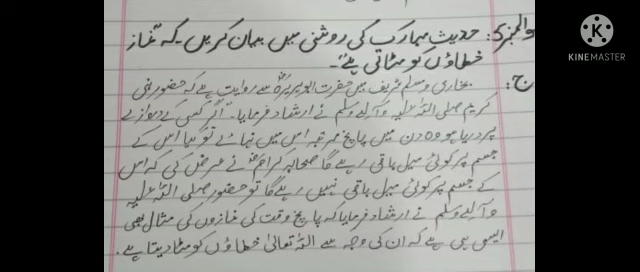 سوال نمبر 5: حدیث مبارک کی روشنی میں بیان کریں۔ کہ نماز
خطاؤں کو مٹاتی ہے۔
ج: بخاری و مسلم شریف میں حضرت ابو ہریرہؓ سے روایت ہے کہ حضور نبی
کریم صلی اللہ علیہ وآلہ وسلم نے ارشاد فرمایا۔ "اگر کسی کے دروازے
پر دریا ہو وہ دن میں پانچ مرتبہ اس میں نہائے تو کیا اس کے
جسم پر کوئی میل باقی رہے گا صحابہ کرامؓ نے عرض کی کہ اس
کے جسم پر کوئی میل باقی نہیں رہے گا تو حضور صلی اللہ علیہ
وآلہ وسلم نے ارشاد فرمایا کہ پانچ وقت کی نمازوں کی مثال بھی
ایسی ہی ہے کہ ان کی وجہ سے اللہ تعالیٰ خطاؤں کو مٹا دیتا ہے۔
KINEMASTER